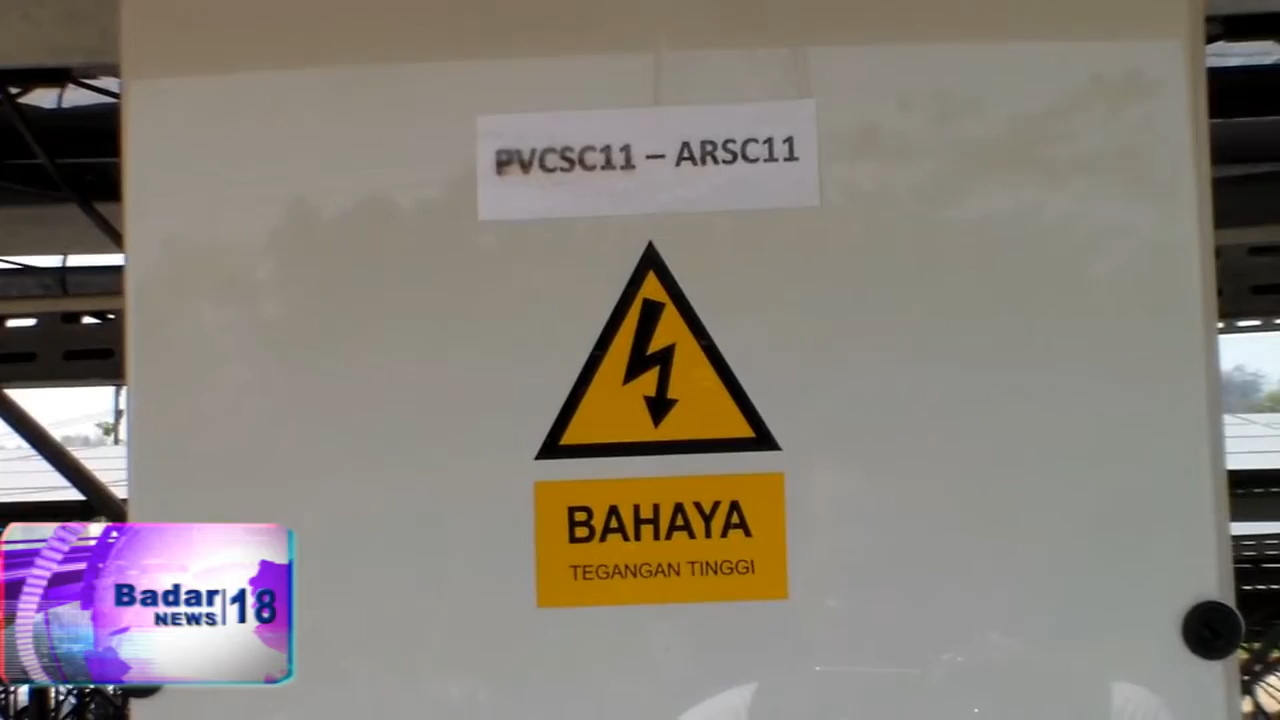 PVCSC11 – ARSC11
BAHAYA
TEGANGAN TINGGI
Badar
NEWS 18